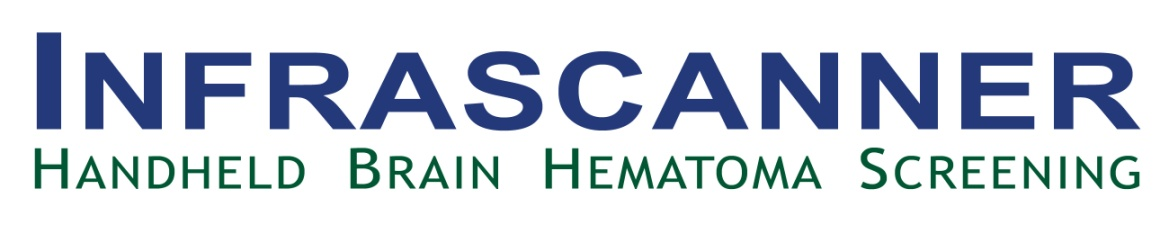 INFRASCANNER
HANDHELD BRAIN HEMATOMA SCREENING